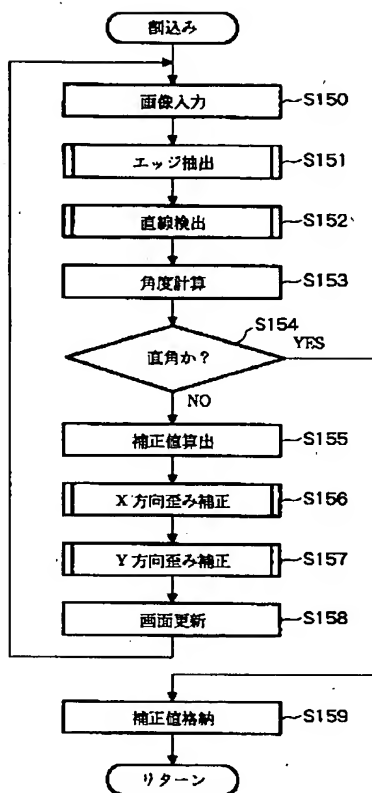 割込み
画像入力 S150
エッジ抽出 S151
直線検出 S152
角度計算 S153
S154
直角か? YES
NO
補正値算出 S155
X方向歪み補正 S156
Y方向歪み補正 S157
画面更新 S158
補正値格納 S159
リターン